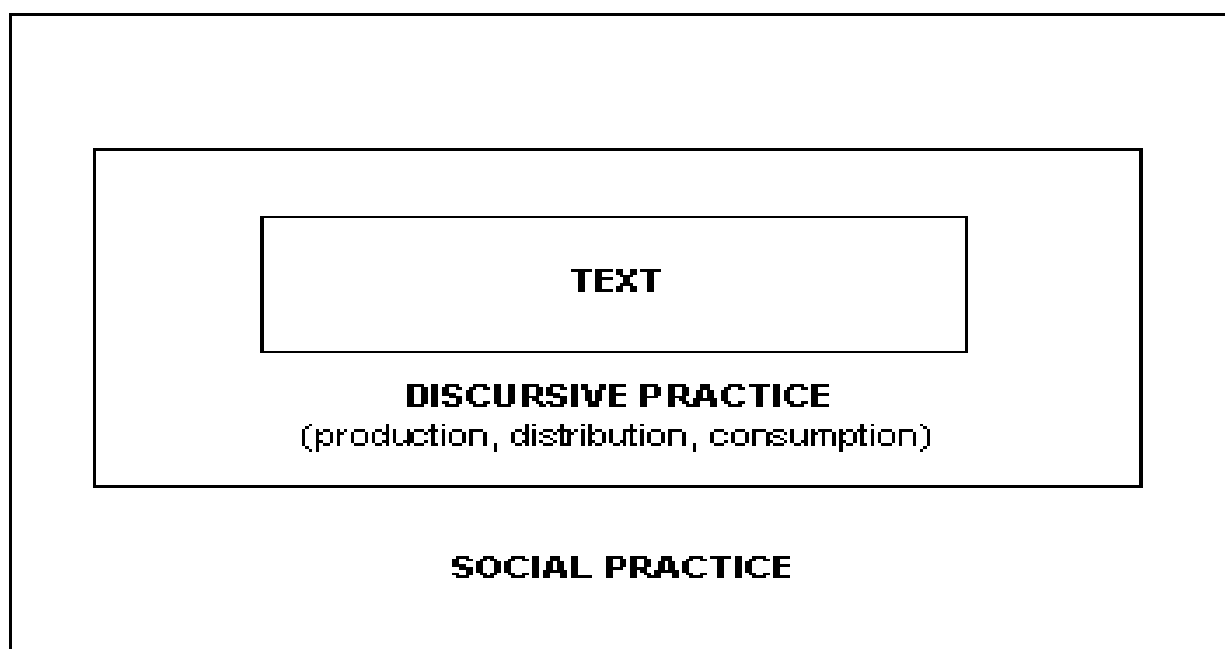 TEXT
DISCURSIVE PRACTICE
(production, distribution, consumption)
SOCIAL PRACTICE